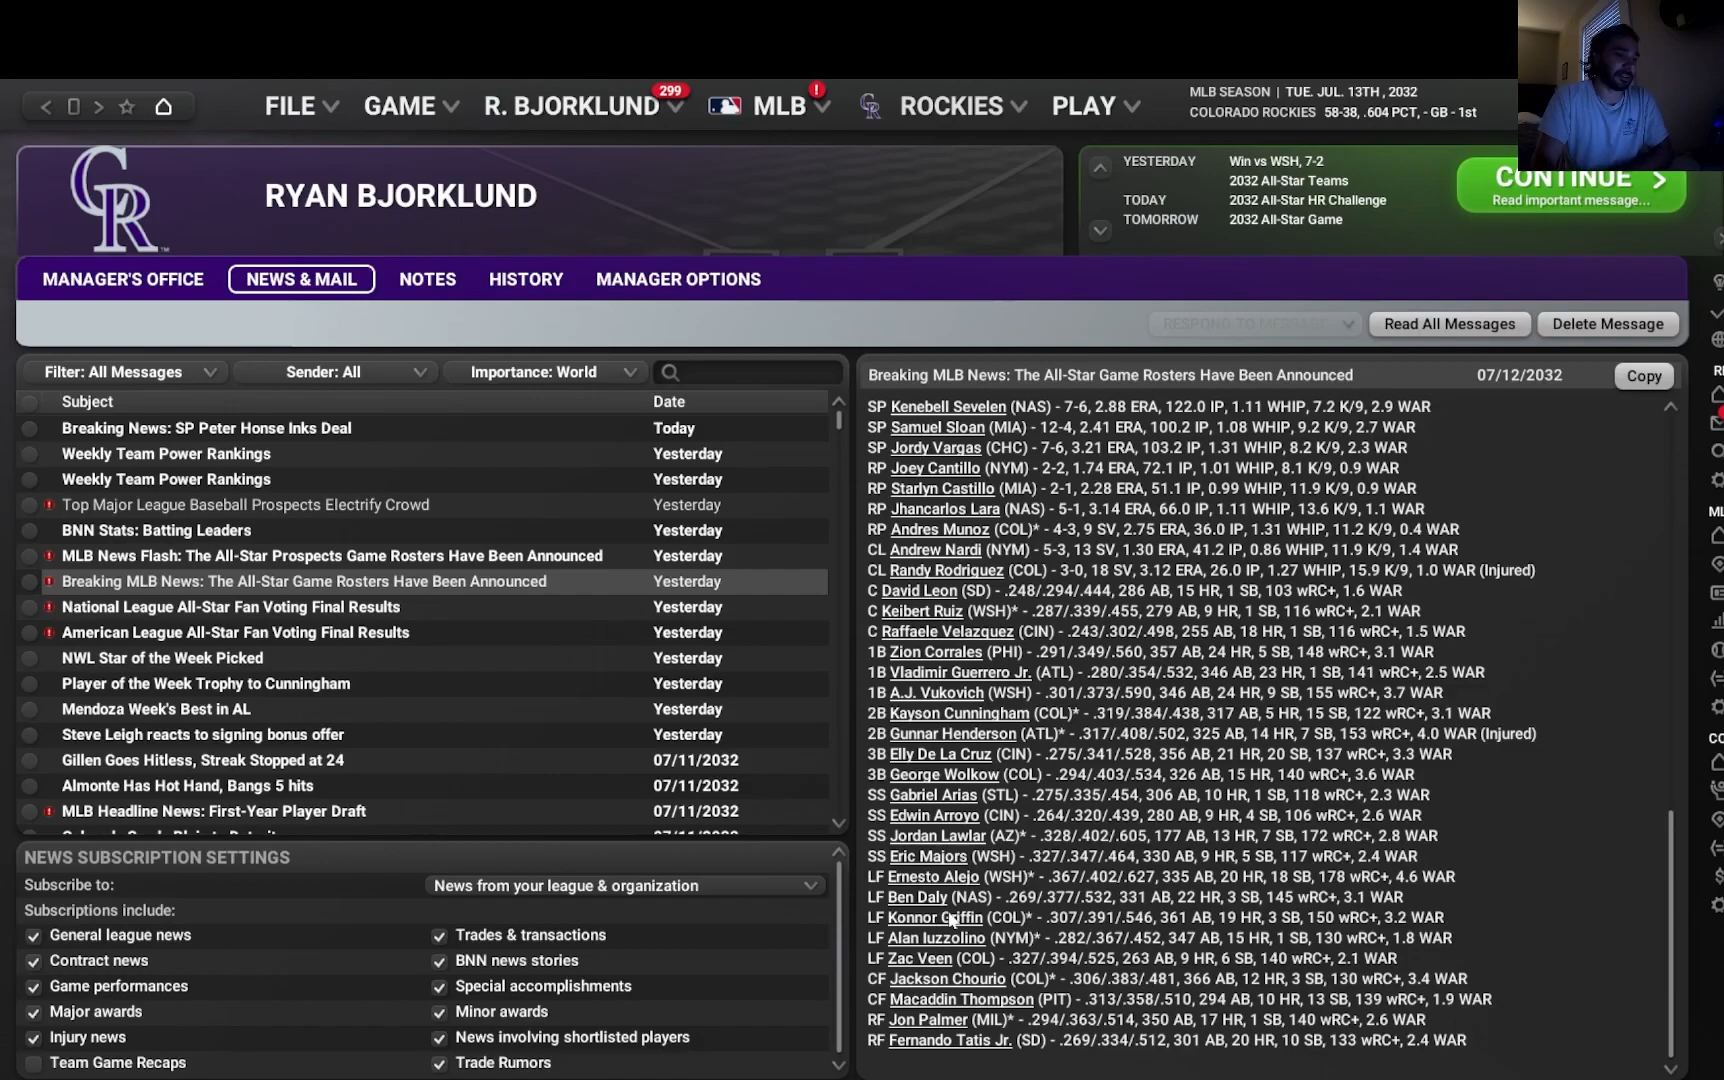 FILE
GAME
R. BJORKLUND
299
MLB
!
ROCKIES
PLAY
MLB SEASON | TUE. JUL. 13TH , 2032
COLORADO ROCKIES 58-38, .604 PCT, - GB - 1st
CR
RYAN BJORKLUND
YESTERDAY Win vs WSH, 7-2
2032 All-Star Teams
TODAY 2032 All-Star HR Challenge
TOMORROW 2032 All-Star Game
CONTINUE
Read important message...
MANAGER'S OFFICE
NEWS & MAIL
NOTES
HISTORY
MANAGER OPTIONS
RESPOND TO MESSAGE
Read All Messages
Delete Message
Filter: All Messages
Sender: All
Importance: World
Subject Date
Breaking News: SP Peter Honse Inks Deal Today
Weekly Team Power Rankings Yesterday
Weekly Team Power Rankings Yesterday
Top Major League Baseball Prospects Electrify Crowd Yesterday
BNN Stats: Batting Leaders Yesterday
MLB News Flash: The All-Star Prospects Game Rosters Have Been Announced Yesterday
Breaking MLB News: The All-Star Game Rosters Have Been Announced Yesterday
National League All-Star Fan Voting Final Results Yesterday
American League All-Star Fan Voting Final Results Yesterday
NWL Star of the Week Picked Yesterday
Player of the Week Trophy to Cunningham Yesterday
Mendoza Week's Best in AL Yesterday
Steve Leigh reacts to signing bonus offer Yesterday
Gillen Goes Hitless, Streak Stopped at 24 07/11/2032
Almonte Has Hot Hand, Bangs 5 hits 07/11/2032
MLB Headline News: First-Year Player Draft 07/11/2032
NEWS SUBSCRIPTION SETTINGS
Subscribe to: News from your league & organization
Subscriptions include:
General league news Trades & transactions
Contract news BNN news stories
Game performances Special accomplishments
Major awards Minor awards
Injury news News involving shortlisted players
Team Game Recaps Trade Rumors
Breaking MLB News: The All-Star Game Rosters Have Been Announced 07/12/2032
Copy
SP Kenebell Sevelen (NAS) - 7-6, 2.88 ERA, 122.0 IP, 1.11 WHIP, 7.2 K/9, 2.9 WAR
SP Samuel Sloan (MIA) - 12-4, 2.41 ERA, 100.2 IP, 1.08 WHIP, 9.2 K/9, 2.7 WAR
SP Jordy Vargas (CHC) - 7-6, 3.21 ERA, 103.2 IP, 1.31 WHIP, 8.2 K/9, 2.3 WAR
RP Joey Cantillo (NYM) - 2-2, 1.74 ERA, 72.1 IP, 1.01 WHIP, 8.1 K/9, 0.9 WAR
RP Starlyn Castillo (MIA) - 2-1, 2.28 ERA, 51.1 IP, 0.99 WHIP, 11.9 K/9, 0.9 WAR
RP Jhancarlos Lara (NAS) - 5-1, 3.14 ERA, 66.0 IP, 1.11 WHIP, 13.6 K/9, 1.1 WAR
RP Andres Munoz (COL)* - 4-3, 9 SV, 2.75 ERA, 36.0 IP, 1.31 WHIP, 11.2 K/9, 0.4 WAR
CL Andrew Nardi (NYM) - 5-3, 13 SV, 1.30 ERA, 41.2 IP, 0.86 WHIP, 11.9 K/9, 1.4 WAR
CL Randy Rodriguez (COL) - 3-0, 18 SV, 3.12 ERA, 26.0 IP, 1.27 WHIP, 15.9 K/9, 1.0 WAR (Injured)
C David Leon (SD) - .248/.294/.444, 286 AB, 15 HR, 1 SB, 103 wRC+, 1.6 WAR
C Keibert Ruiz (WSH)* - .287/.339/.455, 279 AB, 9 HR, 1 SB, 116 wRC+, 2.1 WAR
C Raffaele Velazquez (CIN) - .243/.302/.498, 255 AB, 18 HR, 1 SB, 116 wRC+, 1.5 WAR
1B Zion Corrales (PHI) - .291/.349/.560, 357 AB, 24 HR, 5 SB, 148 wRC+, 3.1 WAR
1B Vladimir Guerrero Jr. (ATL) - .280/.354/.532, 346 AB, 23 HR, 1 SB, 141 wRC+, 2.5 WAR
1B A.J. Vukovich (WSH) - .301/.373/.590, 346 AB, 24 HR, 9 SB, 155 wRC+, 3.7 WAR
2B Kayson Cunningham (COL)* - .319/.384/.438, 317 AB, 5 HR, 15 SB, 122 wRC+, 3.1 WAR
2B Gunnar Henderson (ATL)* - .317/.408/.502, 325 AB, 14 HR, 7 SB, 153 wRC+, 4.0 WAR (Injured)
3B Elly De La Cruz (CIN) - .275/.341/.528, 356 AB, 21 HR, 20 SB, 137 wRC+, 3.3 WAR
3B George Wolkow (COL) - .294/.403/.534, 326 AB, 15 HR, 140 wRC+, 3.6 WAR
SS Gabriel Arias (STL) - .275/.335/.454, 306 AB, 10 HR, 1 SB, 118 wRC+, 2.3 WAR
SS Edwin Arroyo (CIN) - .264/.320/.439, 280 AB, 9 HR, 4 SB, 106 wRC+, 2.6 WAR
SS Jordan Lawlar (AZ)* - .328/.402/.605, 177 AB, 13 HR, 7 SB, 172 wRC+, 2.8 WAR
SS Eric Majors (WSH) - .327/.347/.464, 330 AB, 9 HR, 5 SB, 117 wRC+, 2.4 WAR
LF Ernesto Alejo (WSH)* - .367/.402/.627, 335 AB, 20 HR, 18 SB, 178 wRC+, 4.6 WAR
LF Ben Daly (NAS) - .269/.377/.532, 331 AB, 22 HR, 3 SB, 145 wRC+, 3.1 WAR
LF Konnor Griffin (COL)* - .307/.391/.546, 361 AB, 19 HR, 3 SB, 150 wRC+, 3.2 WAR
LF Alan Iuzzolino (NYM)* - .282/.367/.452, 347 AB, 15 HR, 1 SB, 130 wRC+, 1.8 WAR
LF Zac Veen (COL) - .327/.394/.525, 263 AB, 9 HR, 6 SB, 140 wRC+, 2.1 WAR
CF Jackson Chourio (COL)* - .306/.383/.481, 366 AB, 12 HR, 3 SB, 130 wRC+, 3.4 WAR
CF Macaddin Thompson (PIT) - .313/.358/.510, 294 AB, 10 HR, 13 SB, 139 wRC+, 1.9 WAR
RF Jon Palmer (MIL)* - .294/.363/.514, 350 AB, 17 HR, 1 SB, 140 wRC+, 2.6 WAR
RF Fernando Tatis Jr. (SD) - .269/.334/.512, 301 AB, 20 HR, 10 SB, 133 wRC+, 2.4 WAR